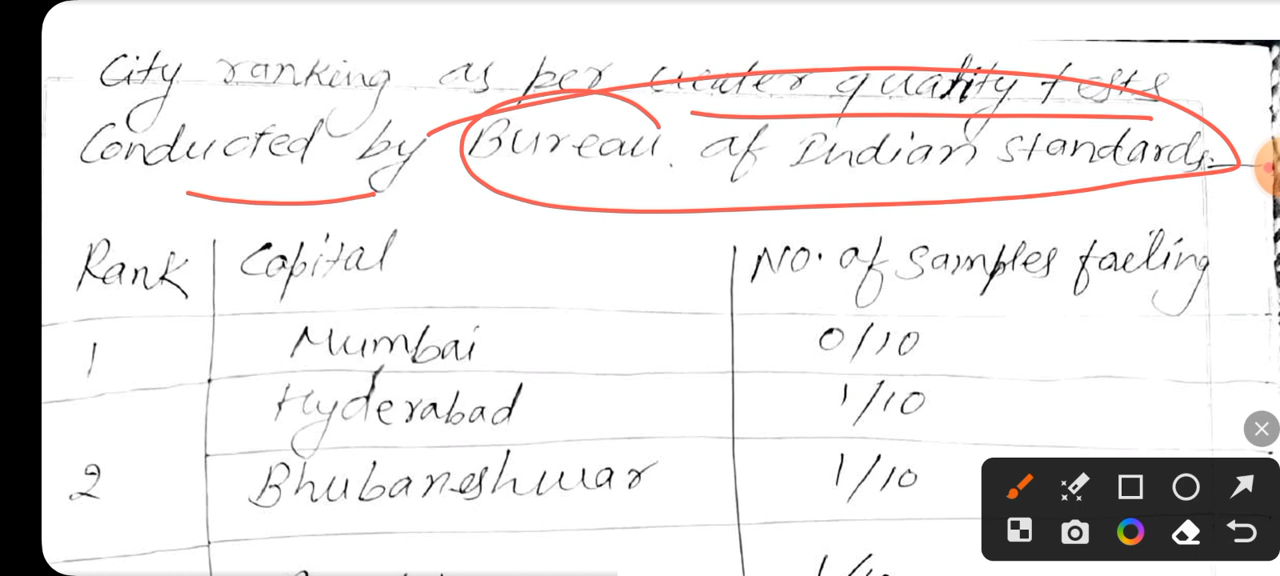 City ranking as per water quality tests
Conducted by Bureau. of Indian standards.
Rank Capital No. of samples failing
1 Mumbai 0/10
Hyderabad 1/10
2 Bhubaneshwar 1/10